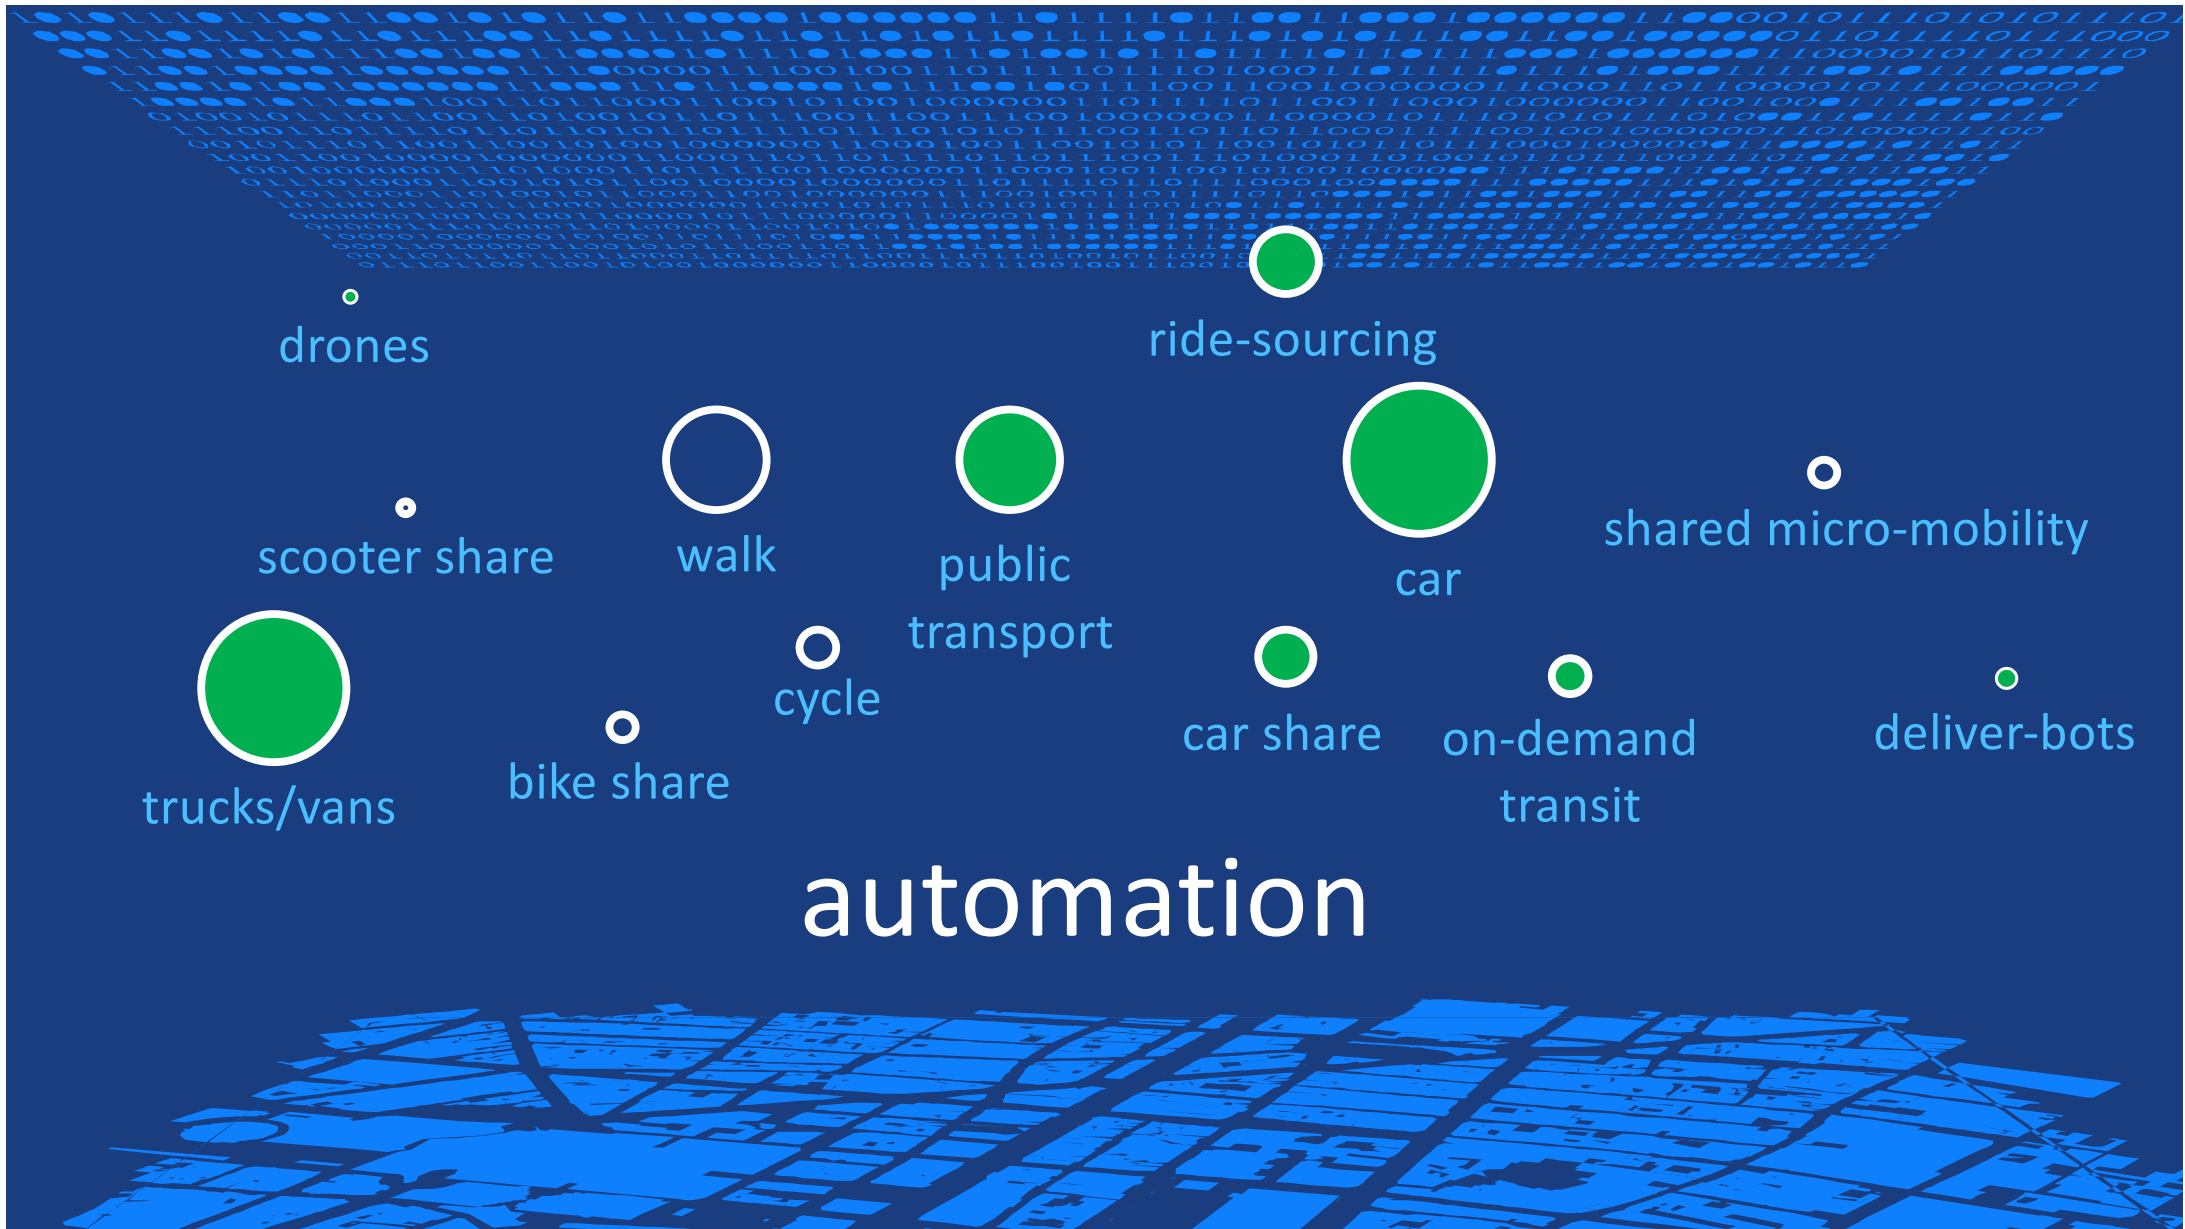 drones
ride-sourcing
scooter share
walk
public
transport
car
shared micro-mobility
trucks/vans
bike share
cycle
car share
on-demand
transit
deliver-bots
automation